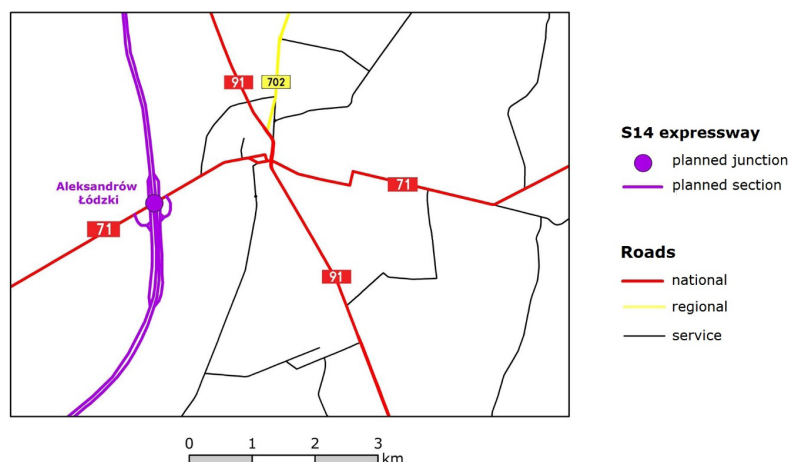 91
702
Aleksandrów
Łódzki
71
71
91
S14 expressway
planned junction
planned section
Roads
national
regional
service
0 1 2 3
km